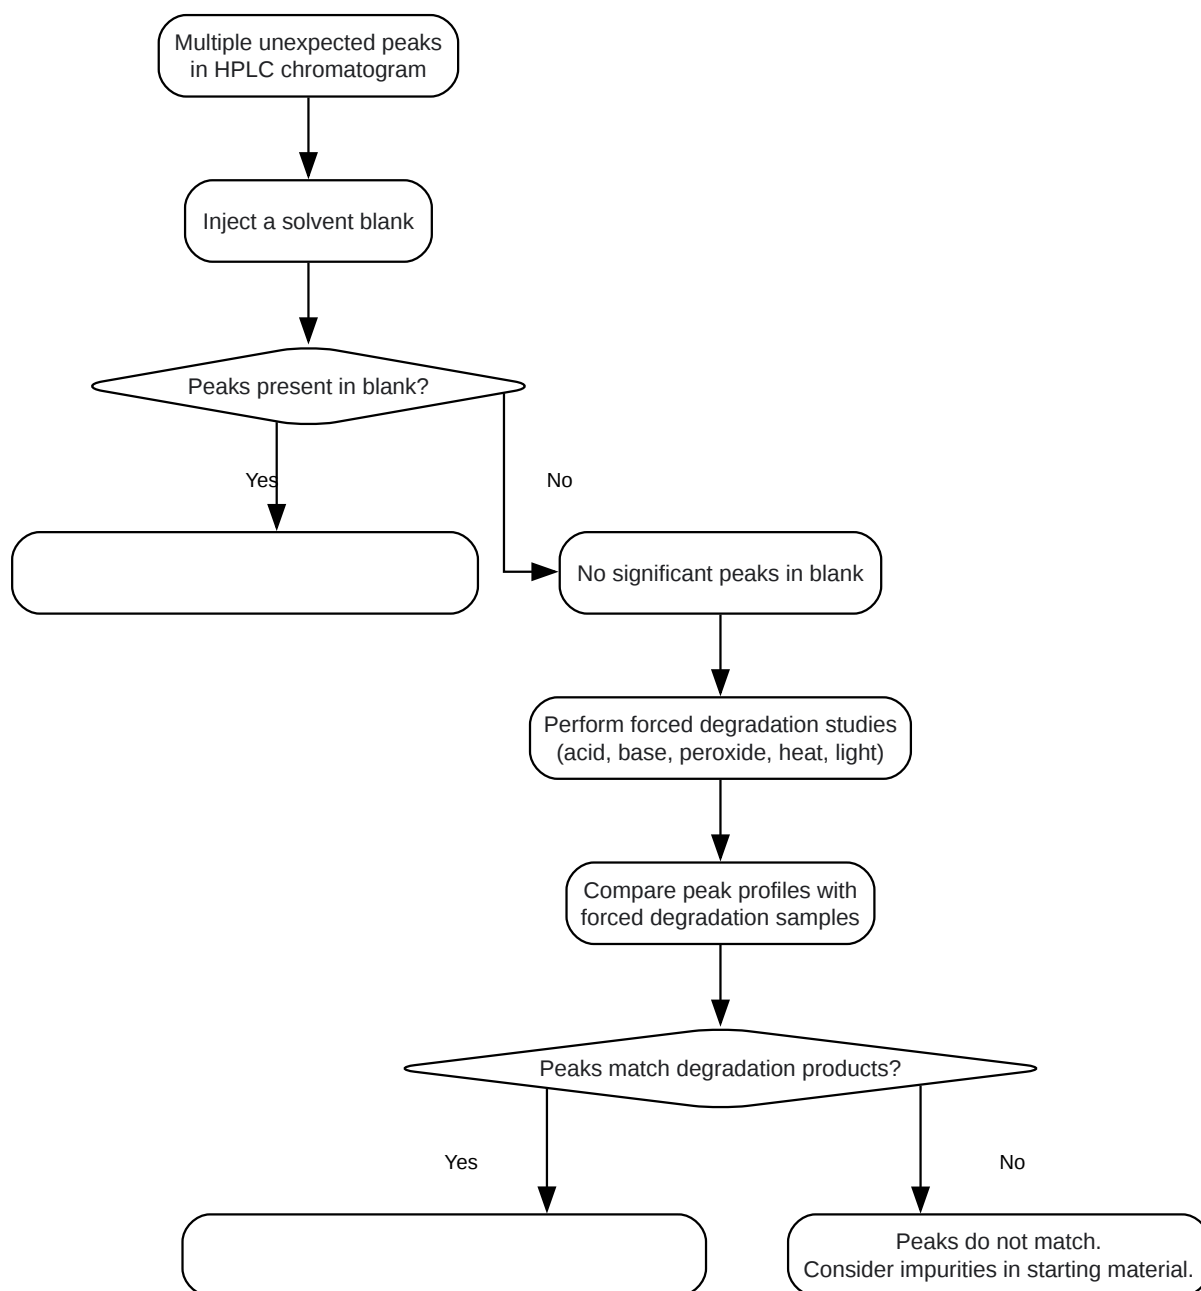 Multiple unexpected peaks
in HPLC chromatogram
Inject a solvent blank
Peaks present in blank?
Yes
No
No significant peaks in blank
Perform forced degradation studies
(acid, base, peroxide, heat, light)
Compare peak profiles with
forced degradation samples
Peaks match degradation products?
Yes
No
Peaks do not match.
Consider impurities in starting material.